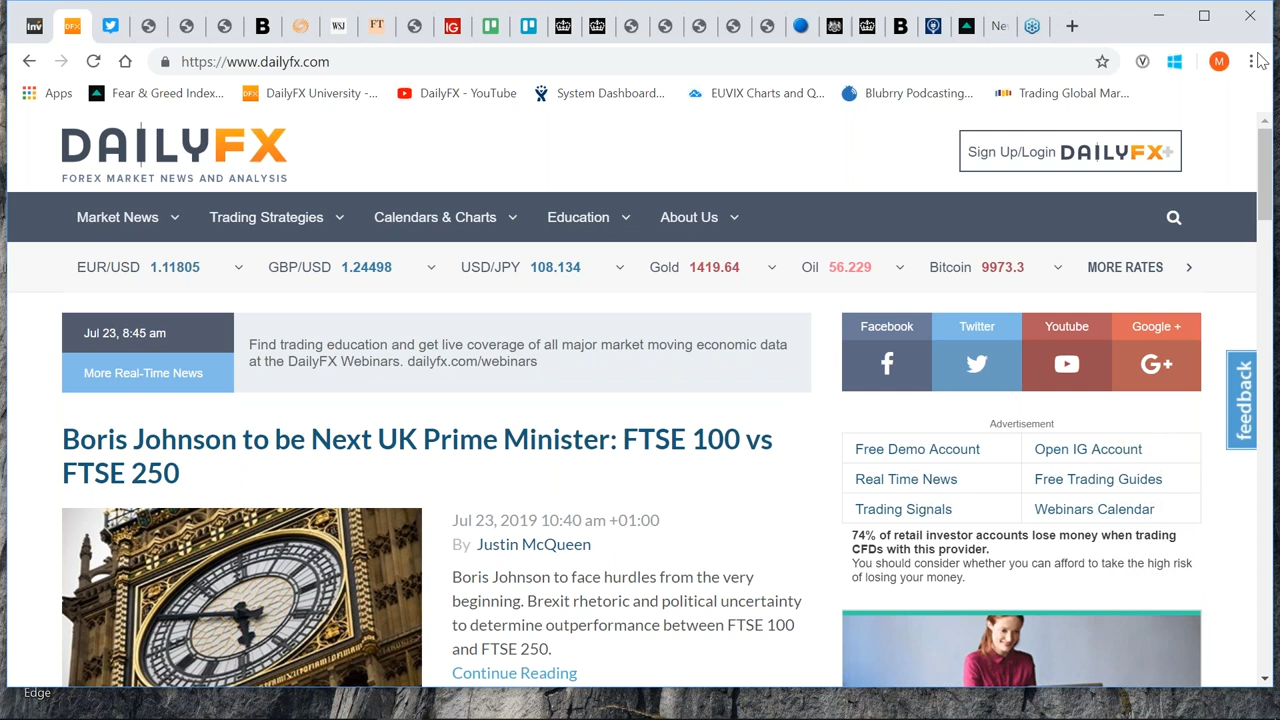 Inv DFX B WSJ FT IG B Ne
https://www.dailyfx.com V M
Apps Fear & Greed Index... DFX DailyFX University -... DailyFX - YouTube System Dashboard... EUVIX Charts and Q... Blubrry Podcasting... Trading Global Mar...
DAILYFX
FOREX MARKET NEWS AND ANALYSIS
Sign Up/Login DAILYFX+
Market News Trading Strategies Calendars & Charts Education About Us
EUR/USD 1.11805 GBP/USD 1.24498 USD/JPY 108.134 Gold 1419.64 Oil 56.229 Bitcoin 9973.3 MORE RATES
Jul 23, 8:45 am
More Real-Time News
Find trading education and get live coverage of all major market moving economic data
at the DailyFX Webinars. dailyfx.com/webinars
Facebook Twitter Youtube Google +
f G+
feedback
Boris Johnson to be Next UK Prime Minister: FTSE 100 vs
FTSE 250
Jul 23, 2019 10:40 am +01:00
By Justin McQueen
Boris Johnson to face hurdles from the very
beginning. Brexit rhetoric and political uncertainty
to determine outperformance between FTSE 100
and FTSE 250.
Continue Reading
Advertisement
Free Demo Account Open IG Account
Real Time News Free Trading Guides
Trading Signals Webinars Calendar
74% of retail investor accounts lose money when trading
CFDs with this provider.
You should consider whether you can afford to take the high risk
of losing your money.
Edge